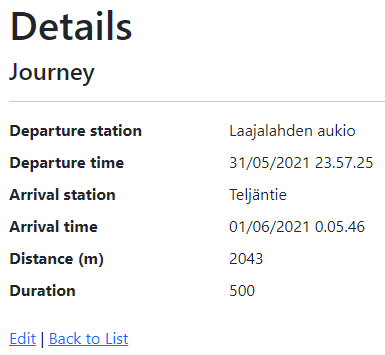 Details
Journey
Departure station Laajalahden aukio
Departure time 31/05/2021 23.57.25
Arrival station Teljäntie
Arrival time 01/06/2021 0.05.46
Distance (m) 2043
Duration 500
Edit | Back to List